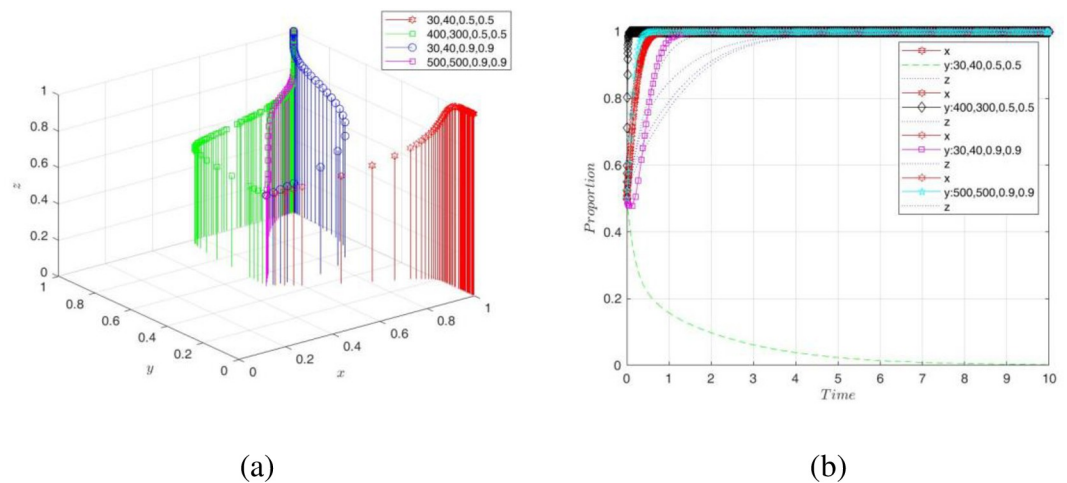 30,40,0.5,0.5
400,300,0.5,0.5
30,40,0.9,0.9
500,500,0.9,0.9
1
0.8
0.6
0.4
0.2
0
z
1
0.8
0.6
0.4
0.2
0
y
0
0.2
0.4
0.6
0.8
1
x
(a)
1
0.8
0.6
0.4
0.2
0
Proportion
x
y:30,40,0.5,0.5
z
x
y:400,300,0.5,0.5
z
x
y:30,40,0.9,0.9
z
x
y:500,500,0.9,0.9
z
0 1 2 3 4 5 6 7 8 9 10
Time
(b)